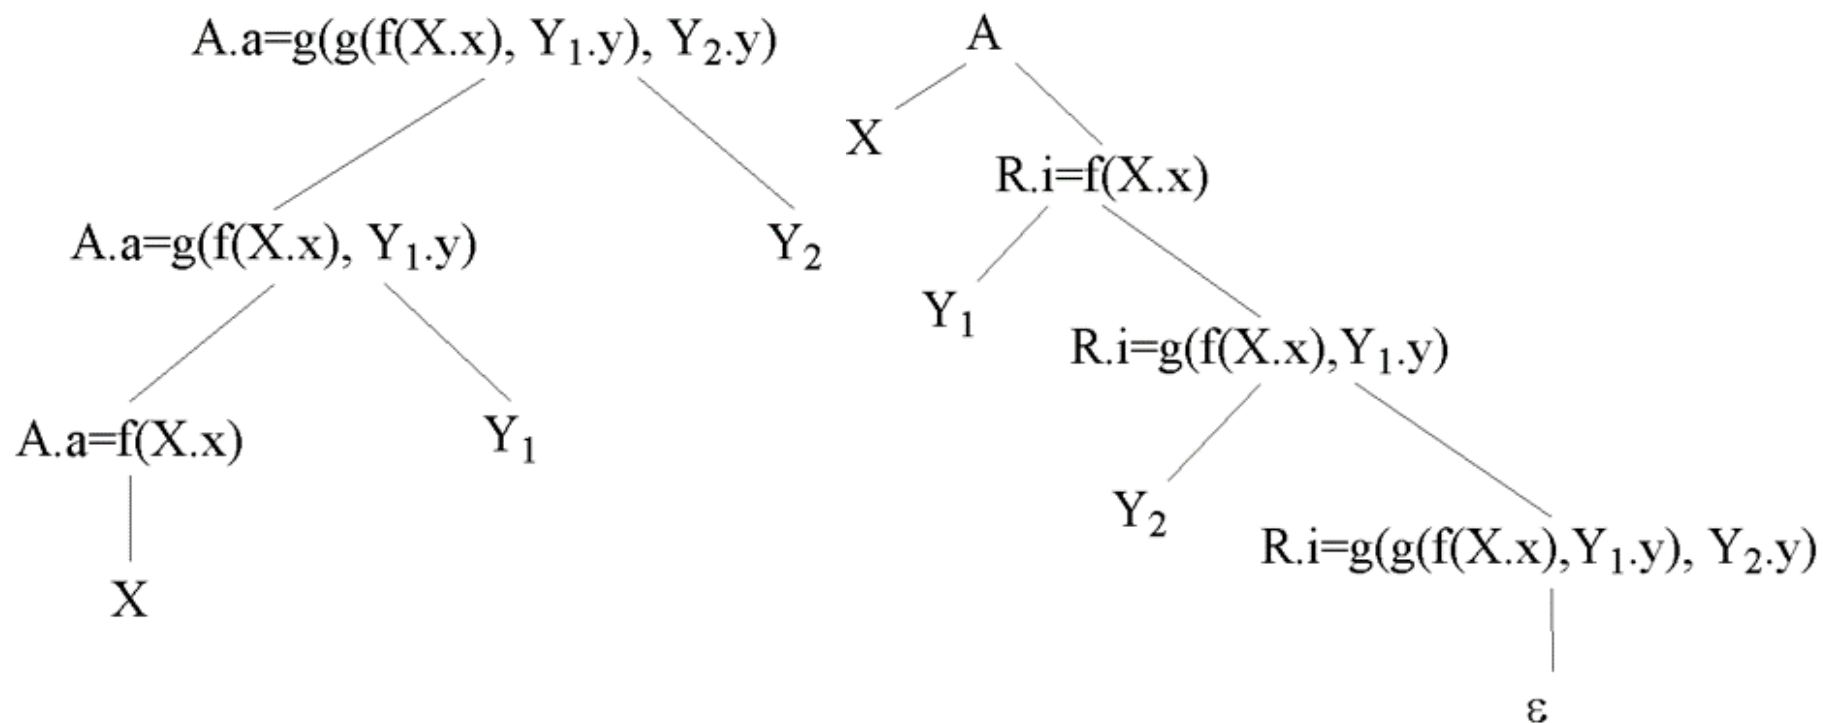 A.a=g(g(f(X.x), Y₁.y), Y₂.y)
A.a=g(f(X.x), Y₁.y)
Y₂
A.a=f(X.x)
Y₁
X
A
X
R.i=f(X.x)
Y₁
R.i=g(f(X.x),Y₁.y)
Y₂
R.i=g(g(f(X.x),Y₁.y), Y₂.y)
ε